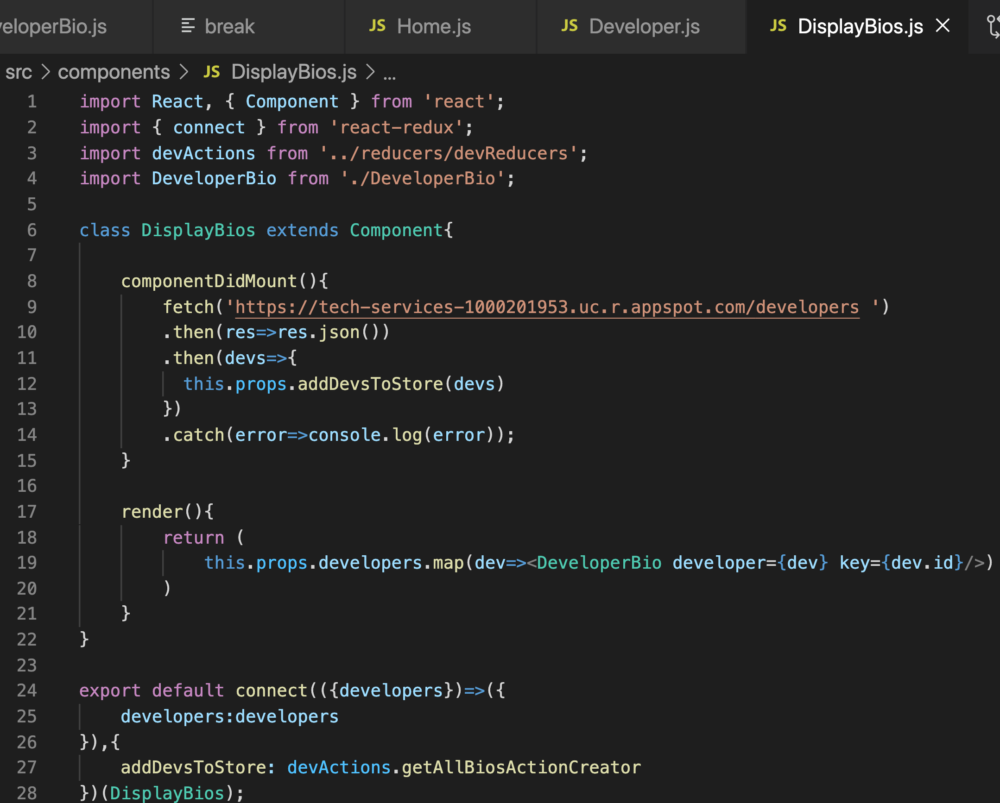 veloperBio.js break JS Home.js JS Developer.js JS DisplayBios.js
src > components > JS DisplayBios.js > ...
1 import React, { Component } from 'react';
2 import { connect } from 'react-redux';
3 import devActions from '../reducers/devReducers';
4 import DeveloperBio from './DeveloperBio';
5
6 class DisplayBios extends Component{
7
8     componentDidMount(){
9         fetch('https://tech-services-1000201953.uc.r.appspot.com/developers ')
10         .then(res=>res.json())
11         .then(devs=>{
12           this.props.addDevsToStore(devs)
13         })
14         .catch(error=>console.log(error));
15     }
16
17     render(){
18         return (
19             this.props.developers.map(dev=><DeveloperBio developer={dev} key={dev.id}/>)
20         )
21     }
22 }
23
24 export default connect(({developers})=>({
25     developers:developers
26 }),{
27     addDevsToStore: devActions.getAllBiosActionCreator
28 })(DisplayBios);